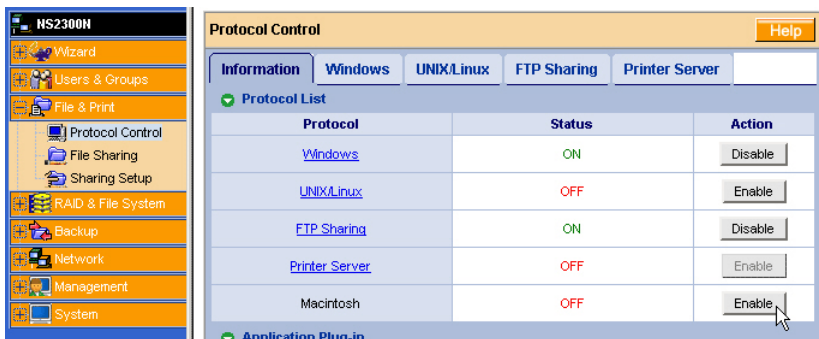 NS2300N
Wizard
Users & Groups
File & Print
Protocol Control
File Sharing
Sharing Setup
RAID & File System
Backup
Network
Management
System
Protocol Control
Help
Information Windows UNIX/Linux FTP Sharing Printer Server
Protocol List
Protocol Status Action
Windows ON Disable
UNIX/Linux OFF Enable
FTP Sharing ON Disable
Printer Server OFF Enable
Macintosh OFF Enable
Application Plug-in